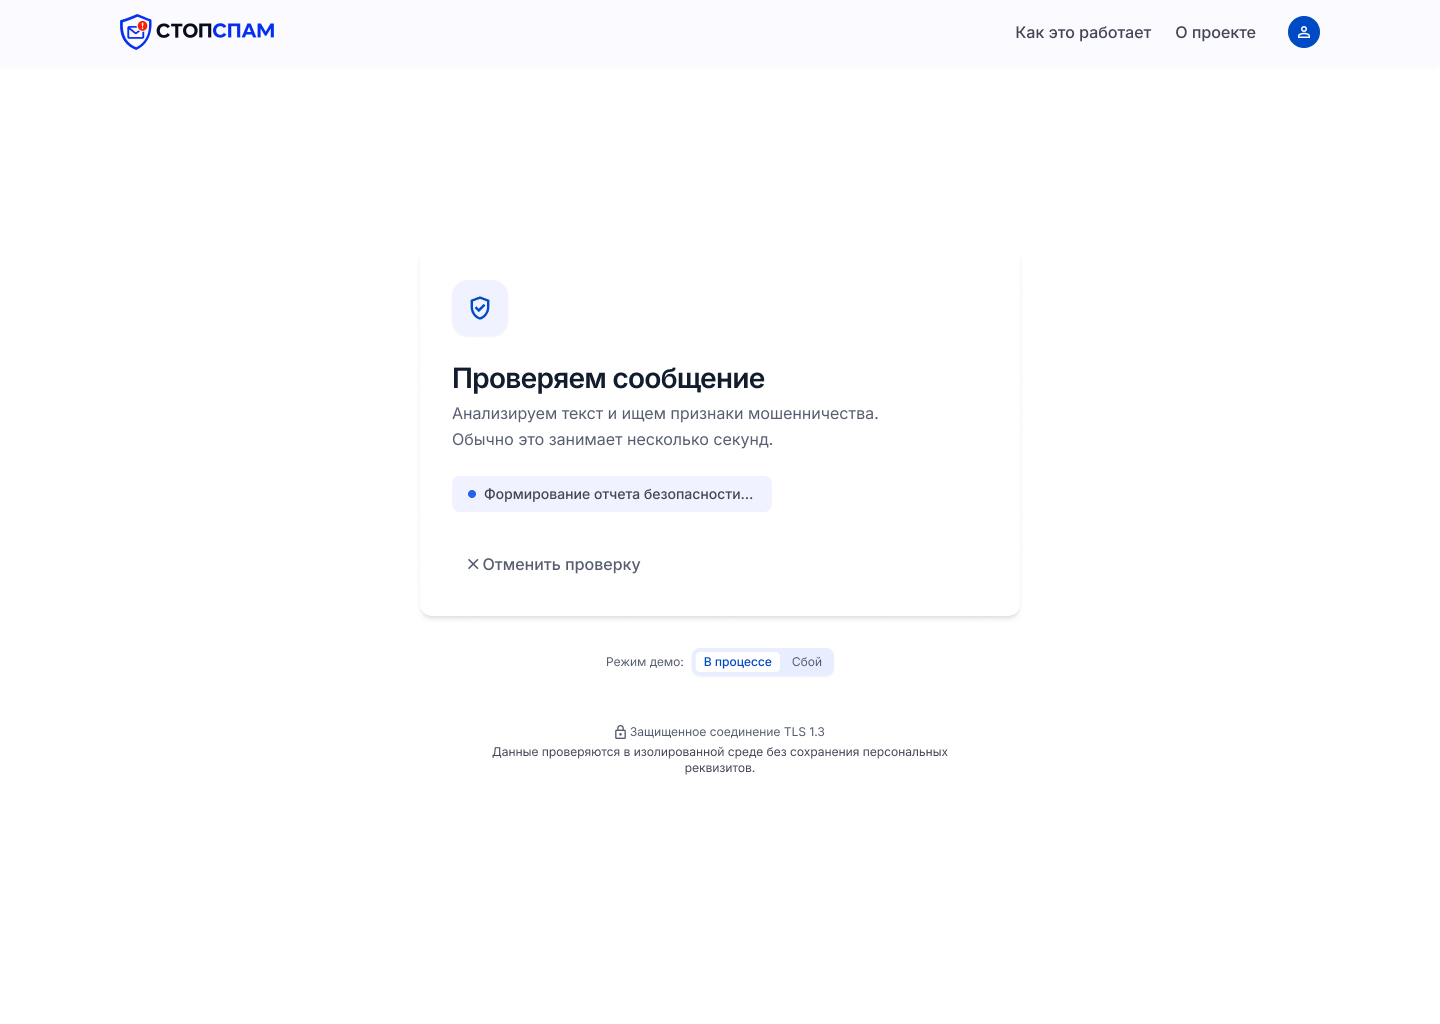 СТОПСПАМ
Как это работает
О проекте
Проверяем сообщение
Анализируем текст и ищем признаки мошенничества.
Обычно это занимает несколько секунд.
Формирование отчета безопасности...
Отменить проверку
Режим демо:
В процессе
Сбой
Защищенное соединение TLS 1.3
Данные проверяются в изолированной среде без сохранения персональных
реквизитов.